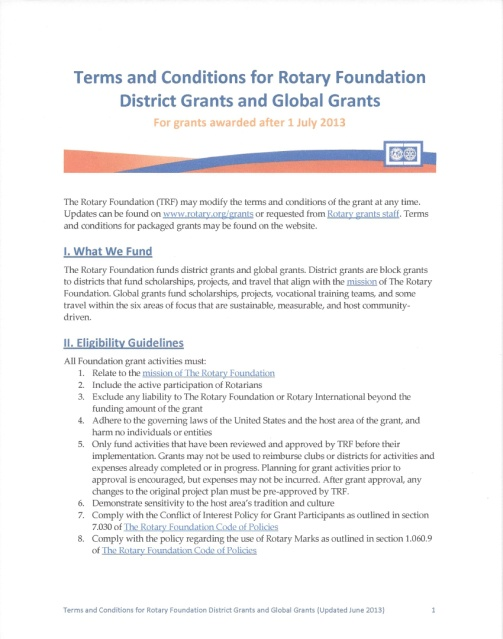 Terms and Conditions for Rotary Foundation
District Grants and Global Grants
For grants awarded after 1 July 2013
The Rotary Foundation (TRF) may modify the terms and conditions of the grant at any time.
Updates can be found on www.rotary.org/grants or requested from Rotary grants staff. Terms
and conditions for packaged grants may be found on the website.
I. What We Fund
The Rotary Foundation funds district grants and global grants. District grants are block grants
to districts that fund scholarships, projects, and travel that align with the mission of The Rotary
Foundation. Global grants fund scholarships, projects, vocational training teams, and some
travel within the six areas of focus that are sustainable, measurable, and host community-
driven.
II. Eligibility Guidelines
All Foundation grant activities must:
1. Relate to the mission of The Rotary Foundation
2. Include the active participation of Rotarians
3. Exclude any liability to The Rotary Foundation or Rotary International beyond the
funding amount of the grant
4. Adhere to the governing laws of the United States and the host area of the grant, and
harm no individuals or entities
5. Only fund activities that have been reviewed and approved by TRF before their
implementation. Grants may not be used to reimburse clubs or districts for activities and
expenses already completed or in progress. Planning for grant activities prior to
approval is encouraged, but expenses may not be incurred. After grant approval, any
changes to the original project plan must be pre-approved by TRF.
6. Demonstrate sensitivity to the host area's tradition and culture
7. Comply with the Conflict of Interest Policy for Grant Participants as outlined in section
7.030 of The Rotary Foundation Code of Policies
8. Comply with the policy regarding the use of Rotary Marks as outlined in section 1.060.9
of The Rotary Foundation Code of Policies
Terms and Conditions for Rotary Foundation District Grants and Global Grants (Updated June 2013) 1